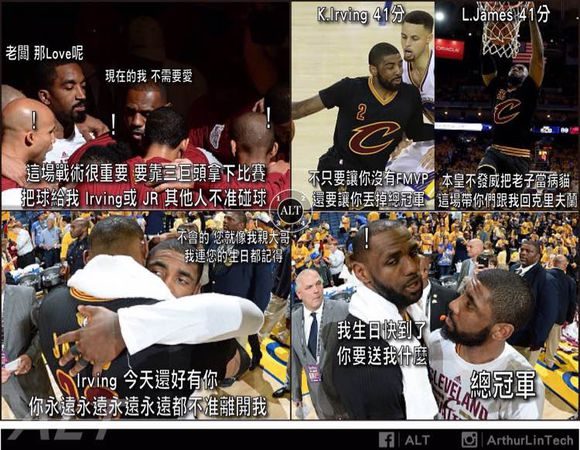 老闆 那Love呢
現在的我 不需要愛
!
!
!
這場戰術很重要 要靠三巨頭拿下比賽
把球給我 Irving或 JR 其他人不准碰球
K.Irving 41分
2
不只要讓你沒有FMVP
還要讓你丟掉總冠軍
L.James 41分
ORACLE
本皇不發威把老子當病貓
這場帶你們跟我回克里夫蘭
ALT
不會的 您就像我親大哥
我連您的生日都記得
Irving 今天還好有你
你永遠永遠永遠永遠都不准離開我
!
我生日快到了
你要送我什麼
總冠軍
CLEVELAND
ALT
ALT
ArthurLinTech